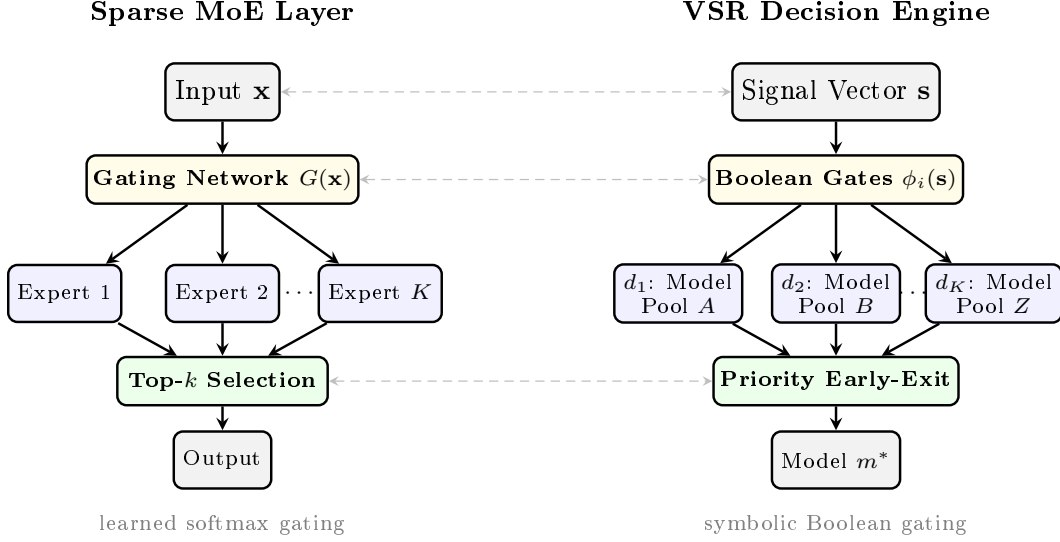 Sparse MoE Layer
VSR Decision Engine
Input x
Signal Vector s
Gating Network G(x)
Boolean Gates ϕᵢ(s)
Expert 1
Expert 2
···
Expert K
d₁: Model
Pool A
d₂: Model
Pool B
···
d_K: Model
Pool Z
Top-k Selection
Priority Early-Exit
Output
Model m*
learned softmax gating
symbolic Boolean gating